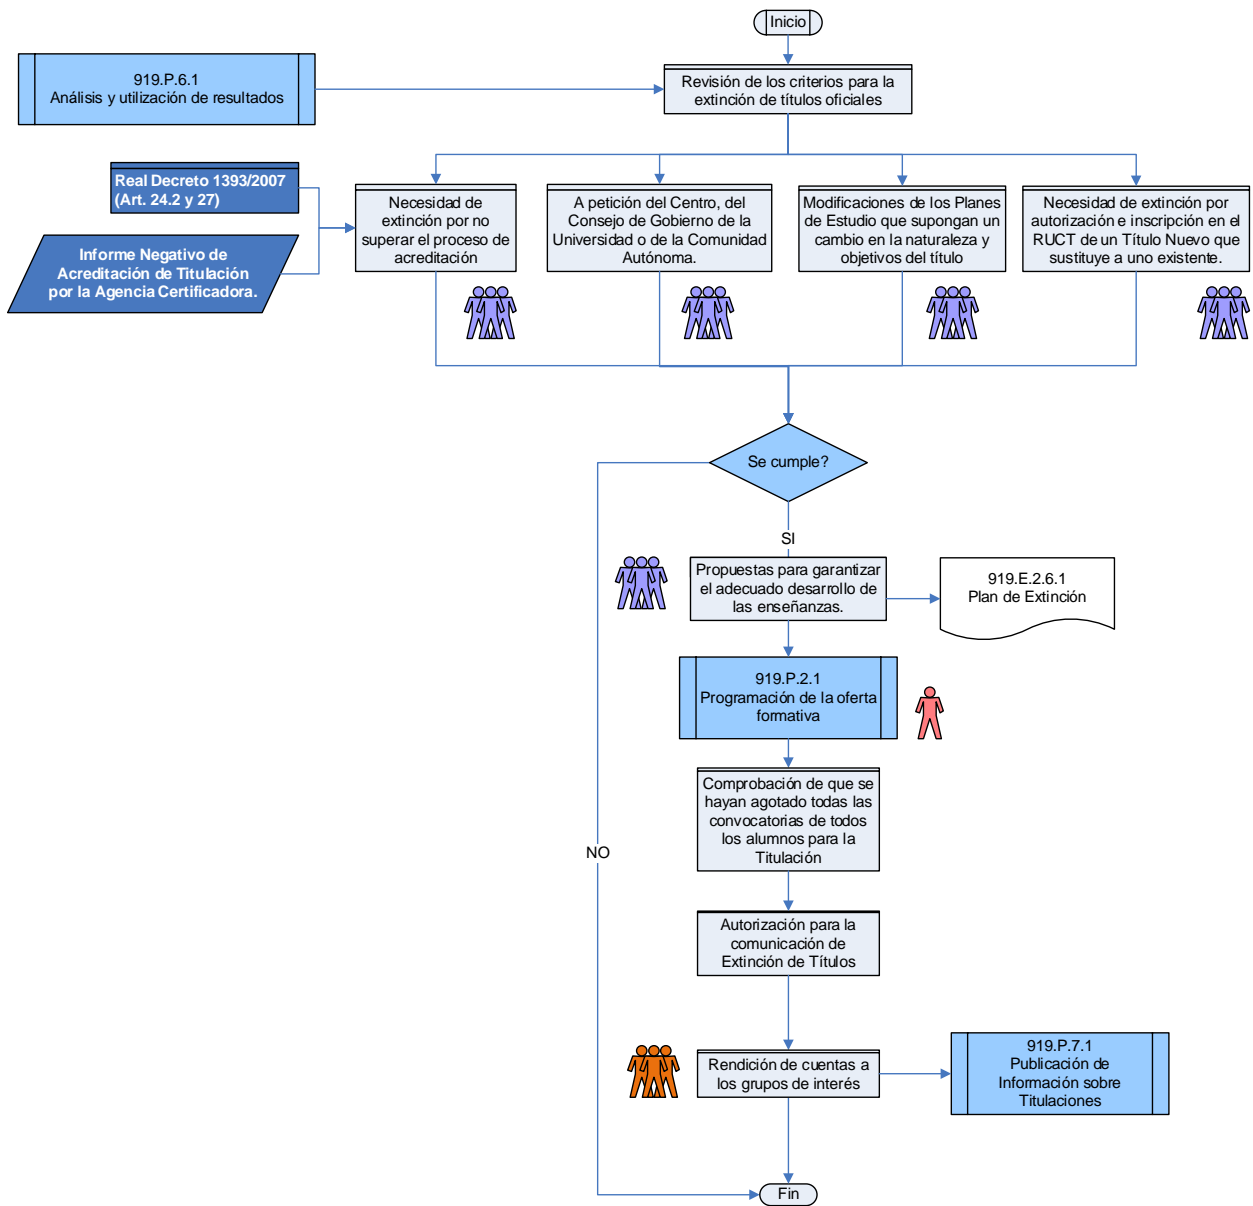 Inicio
919.P.6.1
Análisis y utilización de resultados
Revisión de los criterios para la
extinción de títulos oficiales
Real Decreto 1393/2007
(Art. 24.2 y 27)
Informe Negativo de
Acreditación de Titulación
por la Agencia Certificadora.
Necesidad de
extinción por no
superar el proceso de
acreditación
A petición del Centro, del
Consejo de Gobierno de la
Universidad o de la Comunidad
Autónoma.
Modificaciones de los Planes
de Estudio que supongan un
cambio en la naturaleza y
objetivos del título
Necesidad de extinción por
autorización e inscripción en el
RUCT de un Título Nuevo que
sustituye a uno existente.
Se cumple?
SI
Propuestas para garantizar
el adecuado desarrollo de
las enseñanzas.
919.E.2.6.1
Plan de Extinción
919.P.2.1
Programación de la oferta
formativa
Comprobación de que se
hayan agotado todas las
convocatorias de todos
los alumnos para la
Titulación
NO
Autorización para la
comunicación de
Extinción de Títulos
Rendición de cuentas a
los grupos de interés
919.P.7.1
Publicación de
Información sobre
Titulaciones
Fin